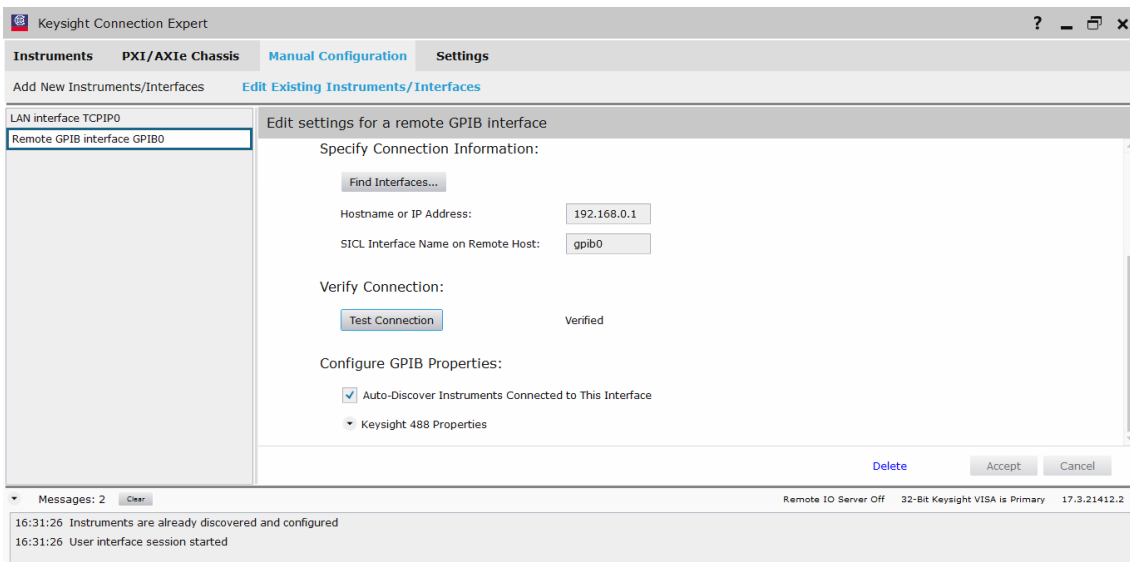 Keysight Connection Expert ?
Instruments PXI/AXIe Chassis Manual Configuration Settings
Add New Instruments/Interfaces Edit Existing Instruments/Interfaces
LAN interface TCPIP0
Remote GPIB interface GPIB0
Edit settings for a remote GPIB interface
Specify Connection Information:
Find Interfaces...
Hostname or IP Address: 192.168.0.1
SICL Interface Name on Remote Host: gpib0
Verify Connection:
Test Connection Verified
Configure GPIB Properties:
Auto-Discover Instruments Connected to This Interface
Keysight 488 Properties
Delete Accept Cancel
Messages: 2 Clear Remote IO Server Off 32-Bit Keysight VISA is Primary 17.3.21412.2
16:31:26 Instruments are already discovered and configured
16:31:26 User interface session started